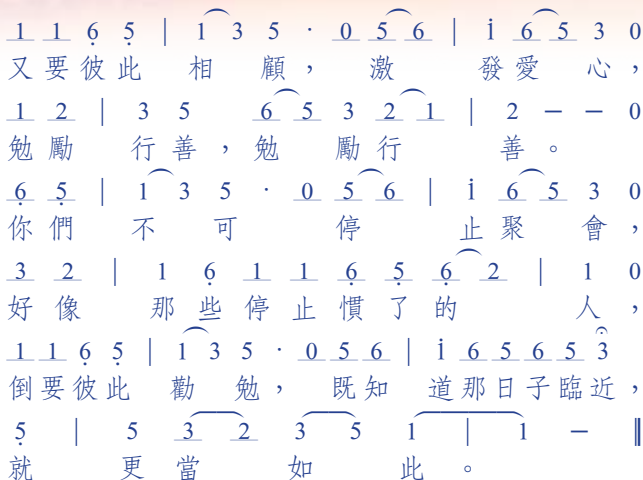 1 1 6̣ 5̣ | 1 3 5 · 0 5 6 | i 6 5 3 0
又要彼此 相 顧， 激 發愛 心，
1 2 | 3 5 6 5 3 2 1 | 2 — — 0
勉勵 行善，勉 勵行 善。
6̣ 5̣ | 1 3 5 · 0 5 6 | i 6 5 3 0
你們 不 可 停 止聚 會，
3 2 | 1 6̣ 1 1 6̣ 5̣ 6̣ 2 | 1 0
好像 那些停止慣了的 人，
1 1 6̣ 5̣ | 1 3 5 · 0 5 6 | i 6 5 6 5 3
倒要彼此 勸 勉， 既知 道那日子臨近，
5̣ | 5 3 2 3 5 1 | 1 — ‖
就 更當 如 此。